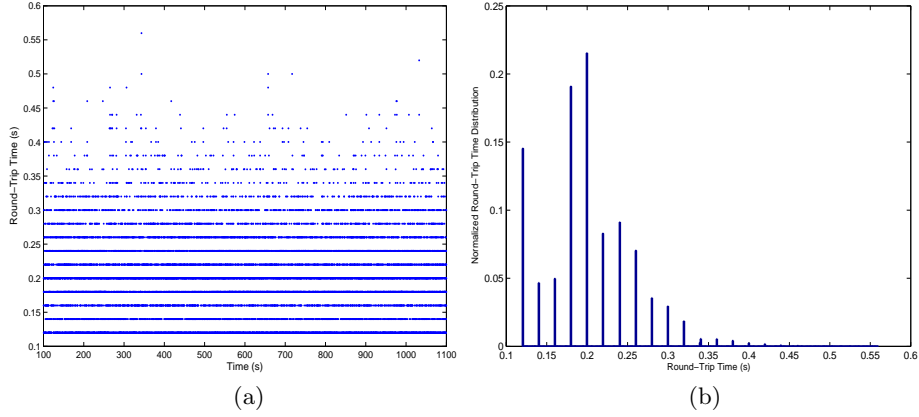 0.6
0.55
0.5
0.45
0.4
0.35
0.3
0.25
0.2
0.15
0.1
Round−Trip Time (s)
100 200 300 400 500 600 700 800 900 1000 1100
Time (s)
(a)
0.25
0.2
0.15
0.1
0.05
0
Normalized Round−Trip Time Distribution
0.1 0.15 0.2 0.25 0.3 0.35 0.4 0.45 0.5 0.55 0.6
Round−Trip Time (s)
(b)